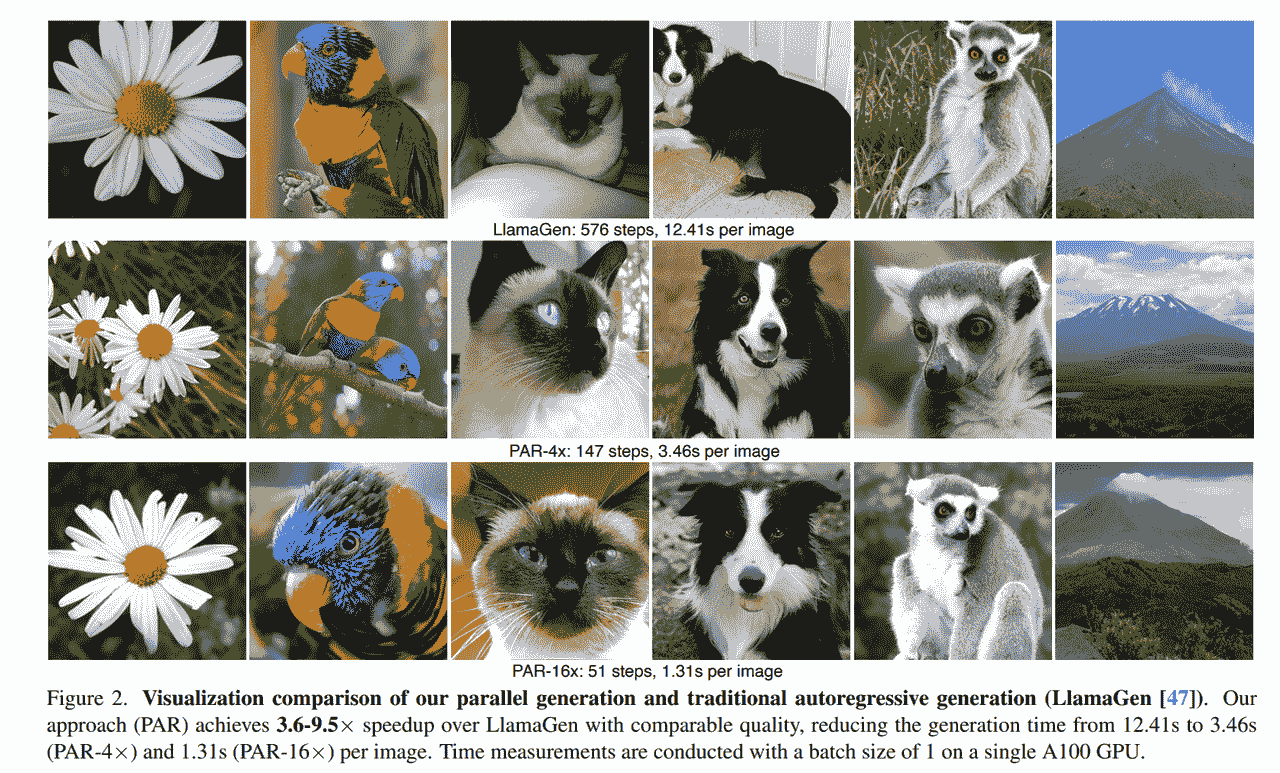 LlamaGen: 576 steps, 12.41s per image
PAR-4x: 147 steps, 3.46s per image
PAR-16x: 51 steps, 1.31s per image
Figure 2. Visualization comparison of our parallel generation and traditional autoregressive generation (LlamaGen [47]). Our
approach (PAR) achieves 3.6-9.5× speedup over LlamaGen with comparable quality, reducing the generation time from 12.41s to 3.46s
(PAR-4×) and 1.31s (PAR-16×) per image. Time measurements are conducted with a batch size of 1 on a single A100 GPU.